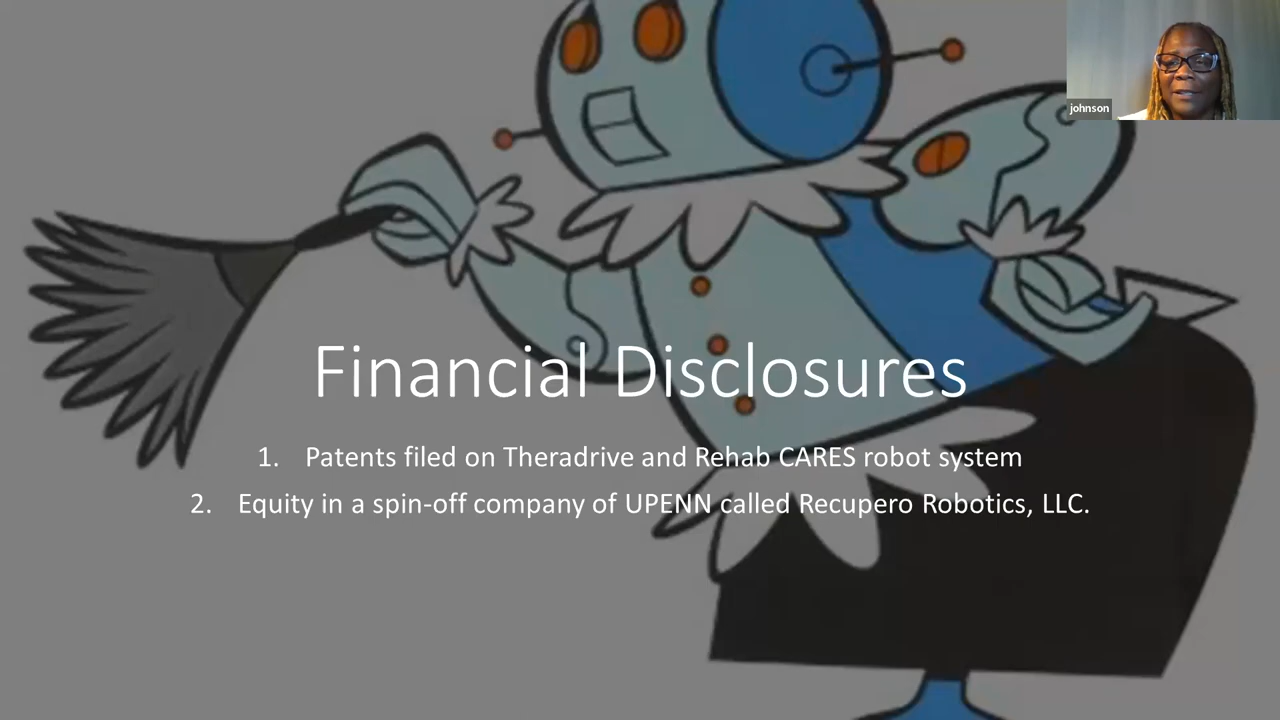 johnson
Financial Disclosures
1. Patents filed on Theradrive and Rehab CARES robot system
2. Equity in a spin-off company of UPENN called Recupero Robotics, LLC.